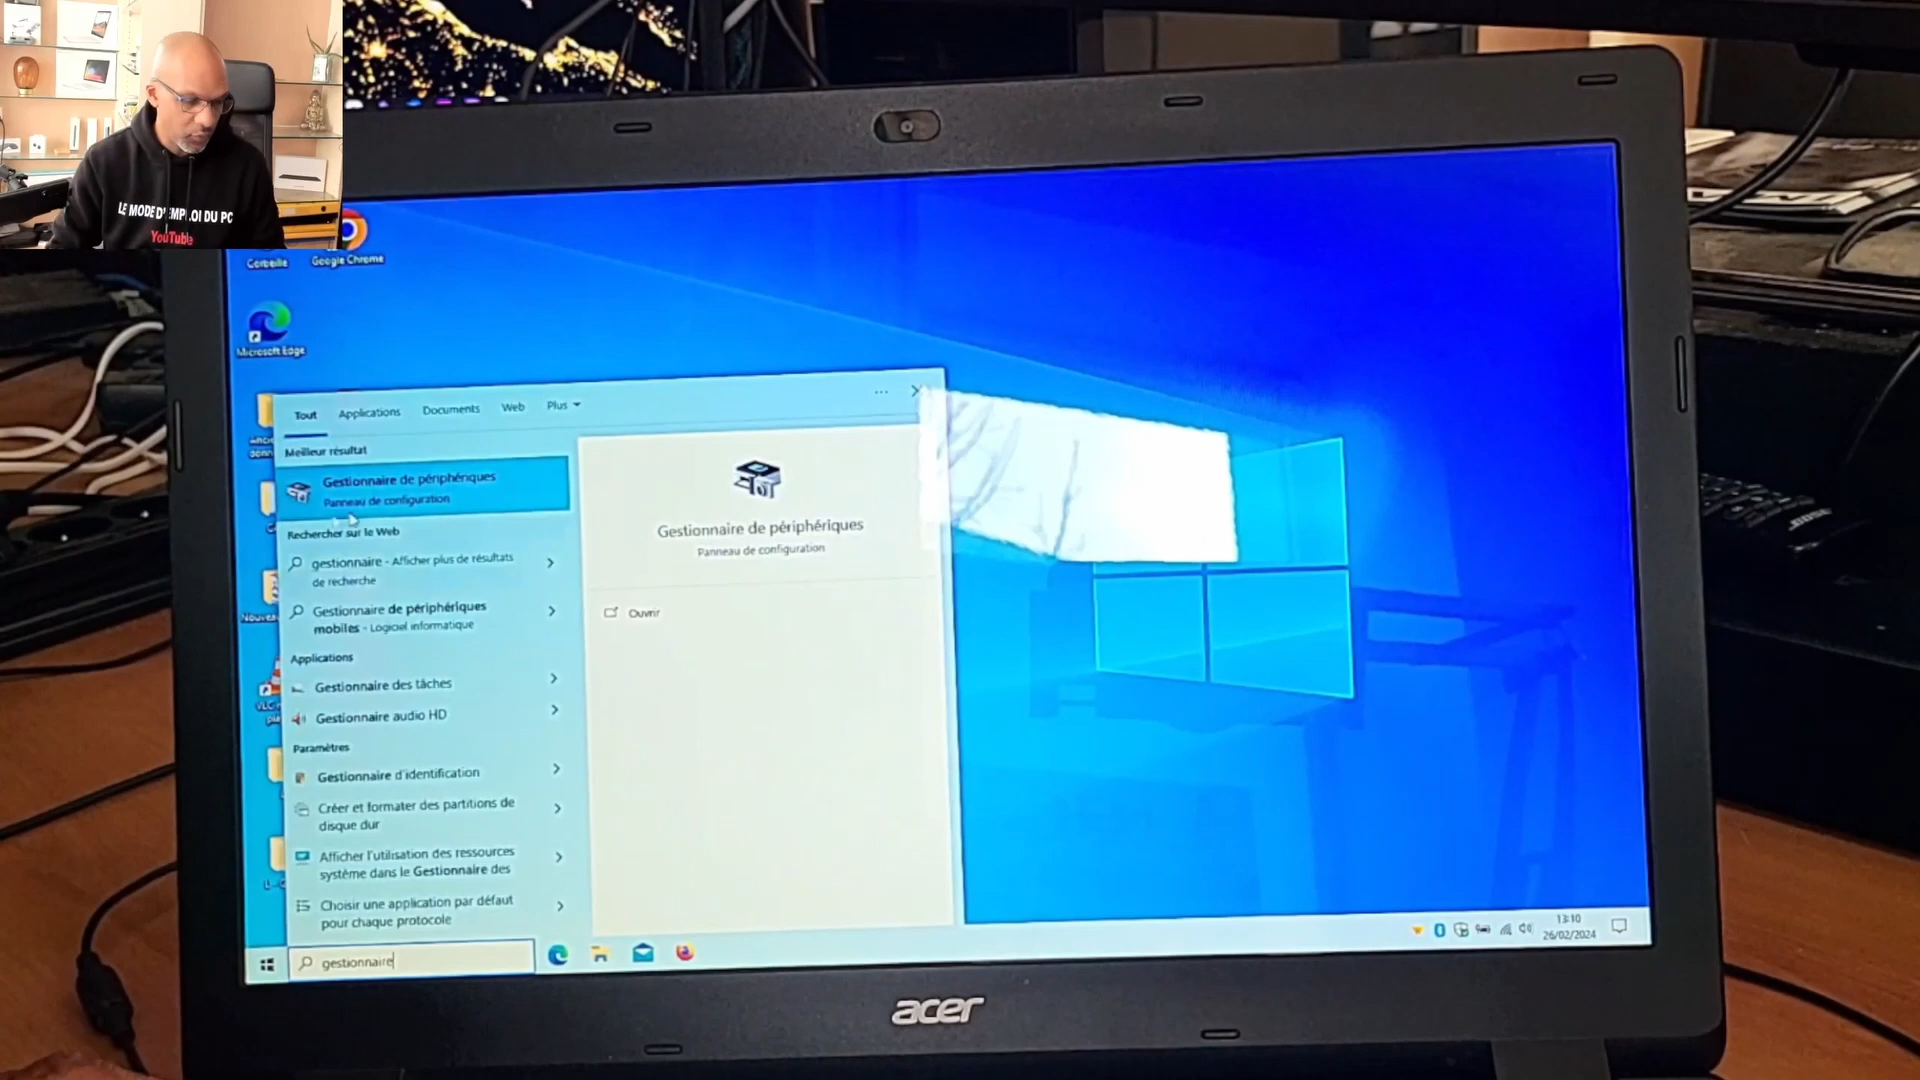 LE MODE D'EMPLOI DU PC
YouTube
Corbeille
Google Chrome
Microsoft Edge
Tout
Applications
Documents
Web
Plus
Meilleur résultat
Gestionnaire de périphériques
Panneau de configuration
Rechercher sur le Web
gestionnaire - Afficher plus de résultats
de recherche
Gestionnaire de périphériques
mobiles - Logiciel informatique
Applications
Gestionnaire des tâches
Gestionnaire audio HD
Paramètres
Gestionnaire d'identification
Créer et formater des partitions de
disque dur
Afficher l'utilisation des ressources
système dans le Gestionnaire des
Choisir une application par défaut
pour chaque protocole
gestionnaire
Gestionnaire de périphériques
Panneau de configuration
Ouvrir
13:10
26/02/2024
acer
BOSE